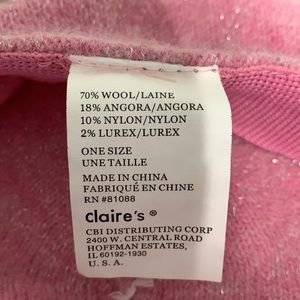 70% WOOL/LAINE
18% ANGORA/ANGORA
10% NYLON/NYLON
2% LUREX/LUREX
ONE SIZE
UNE TAILLE
MADE IN CHINA
FABRIQUÉ EN CHINE
RN #81088
claire's ®
CBI DISTRIBUTING CORP
2400 W. CENTRAL ROAD
HOFFMAN ESTATES,
IL 60192-1930
U. S. A.